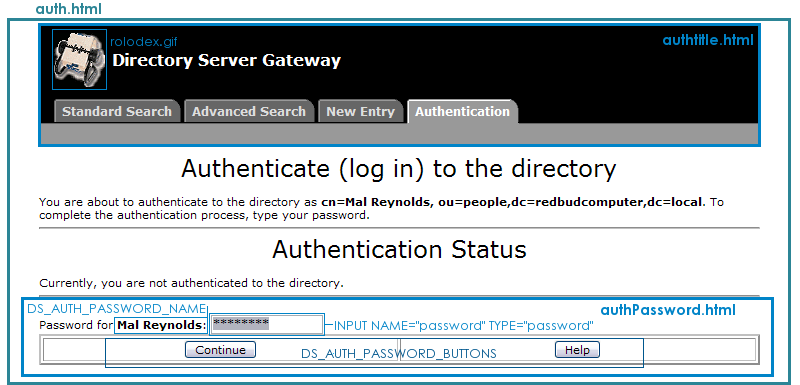 auth.html
rolodex.gif
authtitle.html
Directory Server Gateway
Standard Search Advanced Search New Entry Authentication
Authenticate (log in) to the directory
You are about to authenticate to the directory as cn=Mal Reynolds, ou=people,dc=redbudcomputer,dc=local. To
complete the authentication process, type your password.
Authentication Status
Currently, you are not authenticated to the directory.
DS_AUTH_PASSWORD_NAME
authPassword.html
Password for Mal Reynolds: ******** INPUT NAME="password" TYPE="password"
Continue DS_AUTH_PASSWORD_BUTTONS Help